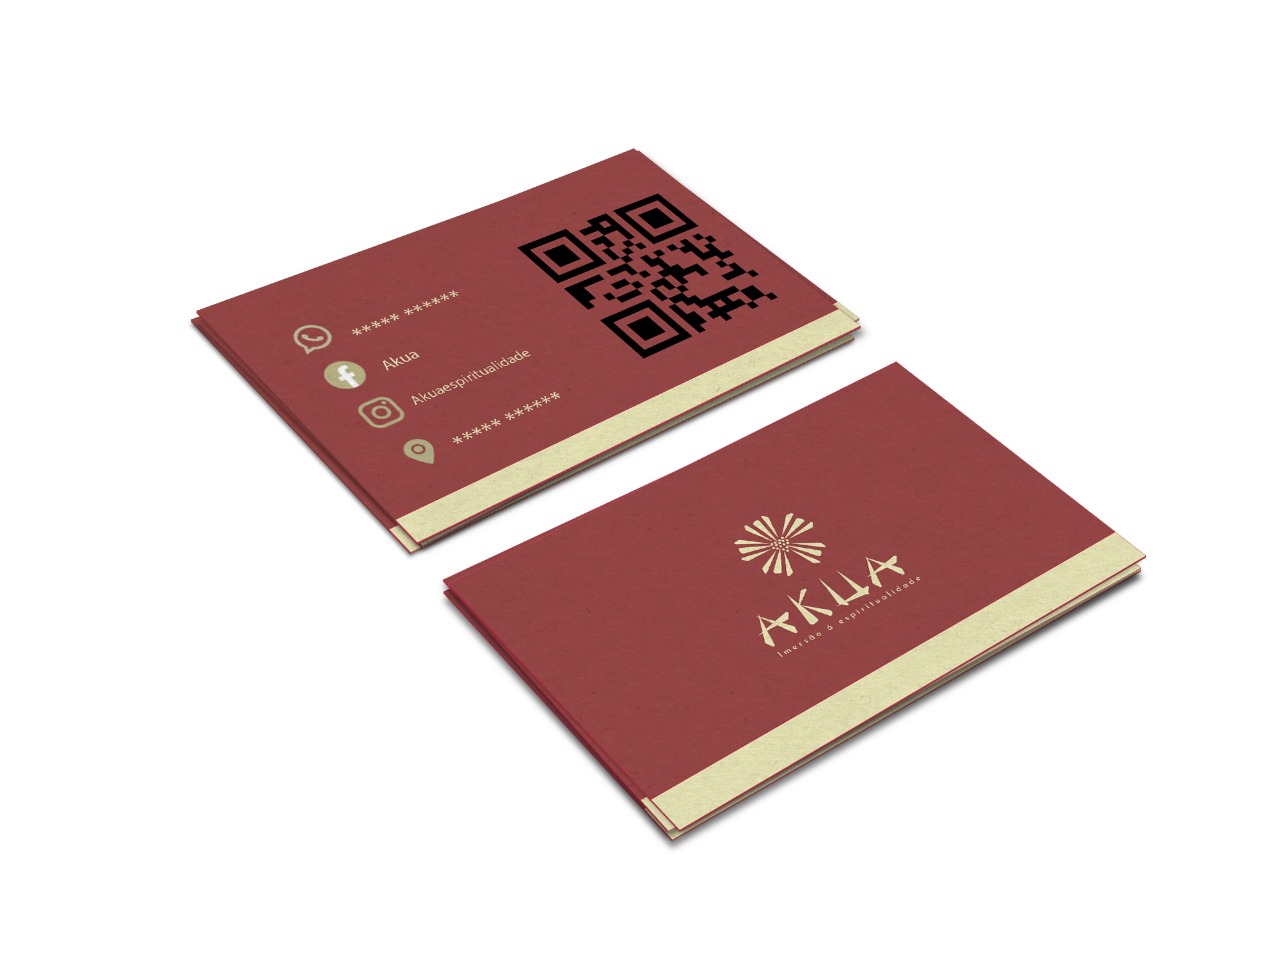 ***** ******
Akua
Akuaespiritualidade
***** ******
AKUA
Imersão á espiritualidade